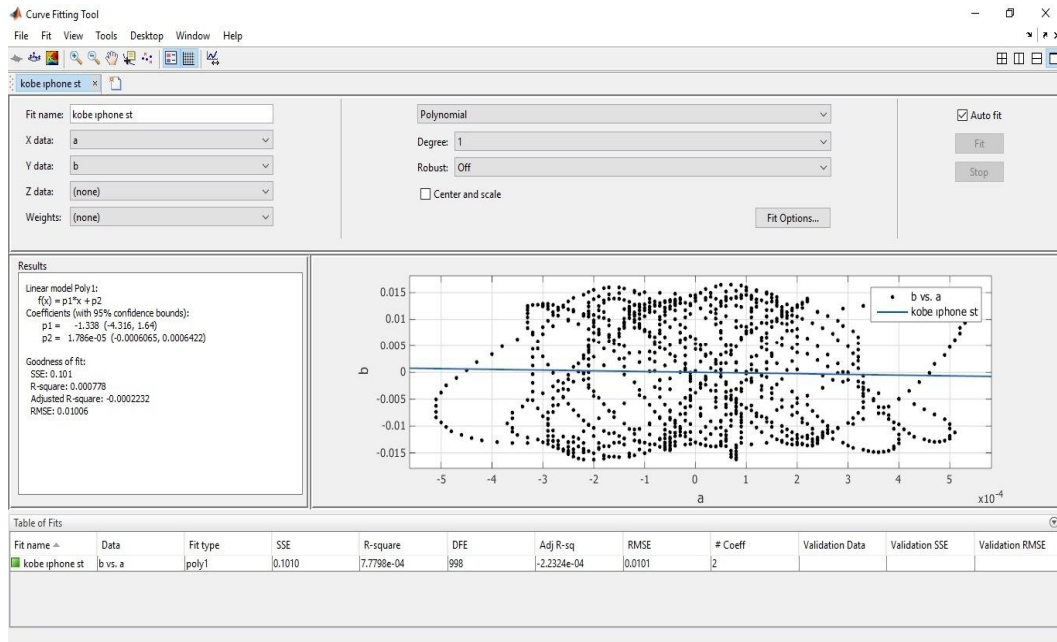 Curve Fitting Tool
File Fit View Tools Desktop Window Help
kobe ıphone st
Fit name: kobe ıphone st
X data: a
Y data: b
Z data: (none)
Weights: (none)
Polynomial
Degree: 1
Robust: Off
Center and scale
Fit Options...
Auto fit
Fit
Stop
Results
Linear model Poly1:
f(x) = p1*x + p2
Coefficients (with 95% confidence bounds):
p1 = -1.338 (-4.316, 1.64)
p2 = 1.786e-05 (-0.0006065, 0.0006422)
Goodness of fit:
SSE: 0.101
R-square: 0.000778
Adjusted R-square: -0.0002232
RMSE: 0.01006
0.015
0.01
0.005
0
-0.005
-0.01
-0.015
b
b vs. a
kobe ıphone st
-5 -4 -3 -2 -1 0 1 2 3 4 5
a
x10⁻⁴
Table of Fits
Fit name Data Fit type SSE R-square DFE Adj R-sq RMSE # Coeff Validation Data Validation SSE Validation RMSE
kobe ıphone st b vs. a poly1 0.1010 7.7798e-04 998 -2.2324e-04 0.0101 2